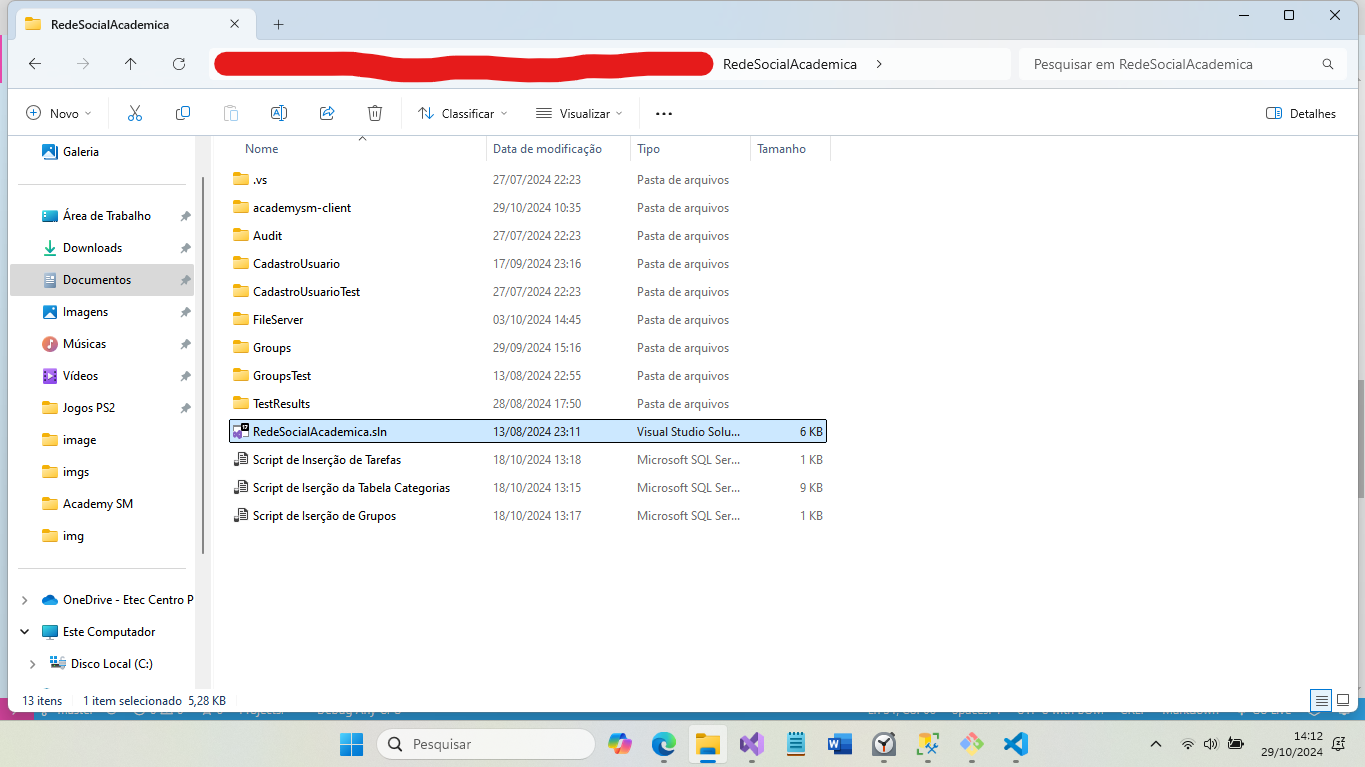 RedeSocialAcademica
RedeSocialAcademica
Pesquisar em RedeSocialAcademica
Novo
Classificar
Visualizar
Detalhes
Galeria
Área de Trabalho
Downloads
Documentos
Imagens
Músicas
Vídeos
Jogos PS2
image
imgs
Academy SM
img
OneDrive - Etec Centro P
Este Computador
Disco Local (C:)
Nome Data de modificação Tipo Tamanho
.vs 27/07/2024 22:23 Pasta de arquivos
academysm-client 29/10/2024 10:35 Pasta de arquivos
Audit 27/07/2024 22:23 Pasta de arquivos
CadastroUsuario 17/09/2024 23:16 Pasta de arquivos
CadastroUsuarioTest 27/07/2024 22:23 Pasta de arquivos
FileServer 03/10/2024 14:45 Pasta de arquivos
Groups 29/09/2024 15:16 Pasta de arquivos
GroupsTest 13/08/2024 22:55 Pasta de arquivos
TestResults 28/08/2024 17:50 Pasta de arquivos
RedeSocialAcademica.sln 13/08/2024 23:11 Visual Studio Solu... 6 KB
Script de Inserção de Tarefas 18/10/2024 13:18 Microsoft SQL Ser... 1 KB
Script de Iserção da Tabela Categorias 18/10/2024 13:15 Microsoft SQL Ser... 9 KB
Script de Iserção de Grupos 18/10/2024 13:17 Microsoft SQL Ser... 1 KB
13 itens 1 item selecionado 5,28 KB
Pesquisar
14:12
29/10/2024